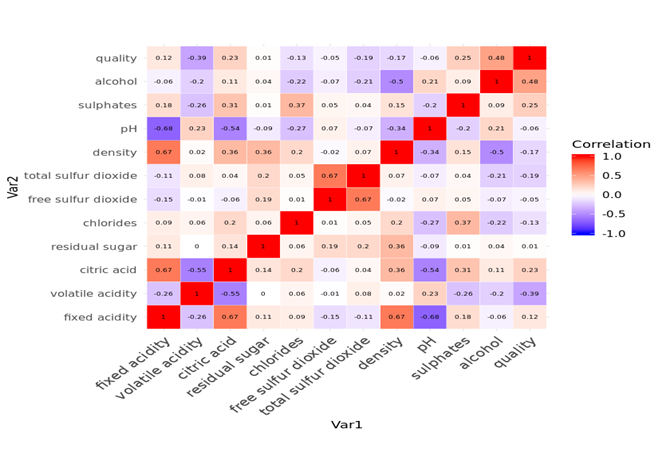 quality 0.12 -0.39 0.23 0.01 -0.13 -0.05 -0.19 -0.17 -0.06 0.25 0.48 1
alcohol -0.06 -0.2 0.11 0.04 -0.22 -0.07 -0.21 -0.5 0.21 0.09 1 0.48
sulphates 0.18 -0.26 0.31 0.01 0.37 0.05 0.04 0.15 -0.2 1 0.09 0.25
pH -0.68 0.23 -0.54 -0.09 -0.27 0.07 -0.07 -0.34 1 -0.2 0.21 -0.06
density 0.67 0.02 0.36 0.36 0.2 -0.02 0.07 1 -0.34 0.15 -0.5 -0.17
total sulfur dioxide -0.11 0.08 0.04 0.2 0.05 0.67 1 0.07 -0.07 0.04 -0.21 -0.19
free sulfur dioxide -0.15 -0.01 -0.06 0.19 0.01 1 0.67 -0.02 0.07 0.05 -0.07 -0.05
chlorides 0.09 0.06 0.2 0.06 1 0.01 0.05 0.2 -0.27 0.37 -0.22 -0.13
residual sugar 0.11 0 0.14 1 0.06 0.19 0.2 0.36 -0.09 0.01 0.04 0.01
citric acid 0.67 -0.55 1 0.14 0.2 -0.06 0.04 0.36 -0.54 0.31 0.11 0.23
volatile acidity -0.26 1 -0.55 0 0.06 -0.01 0.08 0.02 0.23 -0.26 -0.2 -0.39
fixed acidity 1 -0.26 0.67 0.11 0.09 -0.15 -0.11 0.67 -0.68 0.18 -0.06 0.12
Var2
fixed acidity
volatile acidity
citric acid
residual sugar
chlorides
free sulfur dioxide
total sulfur dioxide
density
pH
sulphates
alcohol
quality
Var1
Correlation
1.0
0.5
0.0
-0.5
-1.0